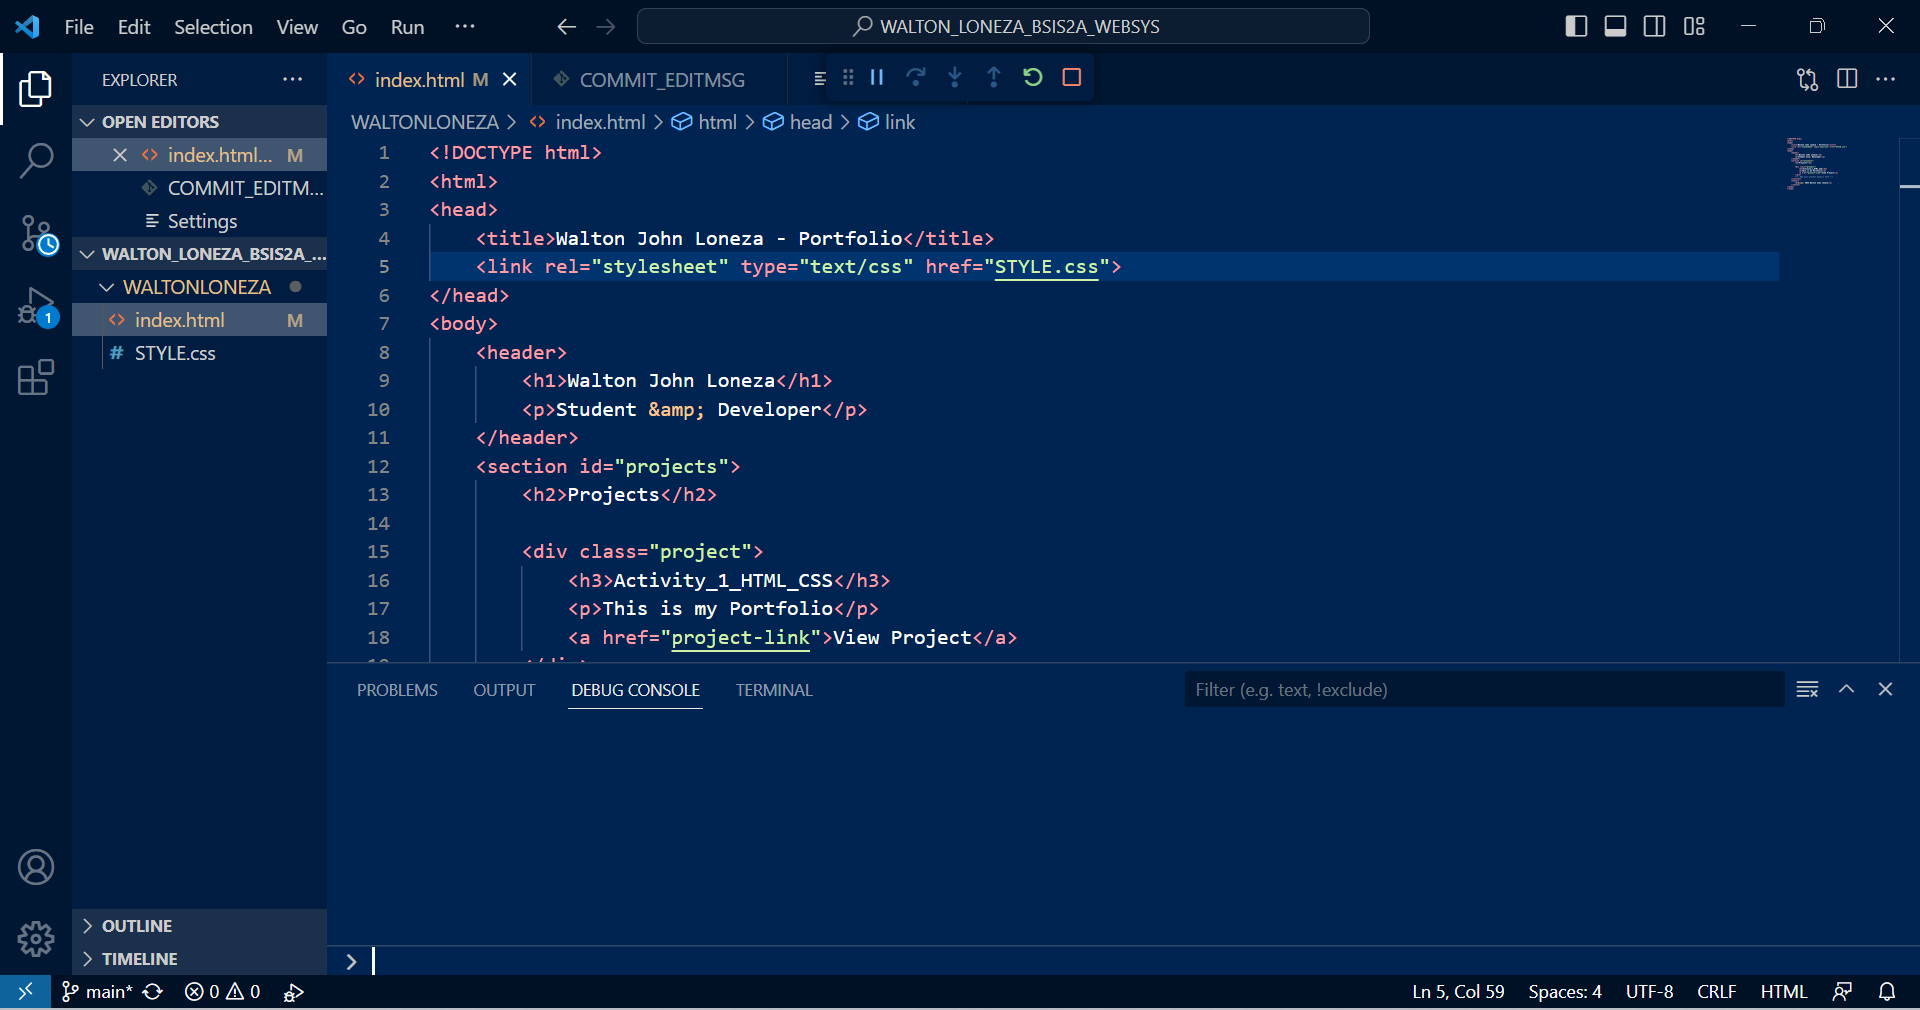 File Edit Selection View Go Run ··· WALTON_LONEZA_BSIS2A_WEBSYS
EXPLORER
OPEN EDITORS
index.html... M
COMMIT_EDITM...
Settings
WALTON_LONEZA_BSIS2A_...
WALTONLONEZA
index.html M
STYLE.css
OUTLINE
TIMELINE
index.html M COMMIT_EDITMSG
WALTONLONEZA > index.html > html > head > link
1 <!DOCTYPE html>
2 <html>
3 <head>
4 <title>Walton John Loneza - Portfolio</title>
5 <link rel="stylesheet" type="text/css" href="STYLE.css">
6 </head>
7 <body>
8 <header>
9 <h1>Walton John Loneza</h1>
10 <p>Student &amp; Developer</p>
11 </header>
12 <section id="projects">
13 <h2>Projects</h2>
14
15 <div class="project">
16 <h3>Activity_1_HTML_CSS</h3>
17 <p>This is my Portfolio</p>
18 <a href="project-link">View Project</a>
PROBLEMS OUTPUT DEBUG CONSOLE TERMINAL Filter (e.g. text, !exclude)
1
main* 0 0 Ln 5, Col 59 Spaces: 4 UTF-8 CRLF HTML